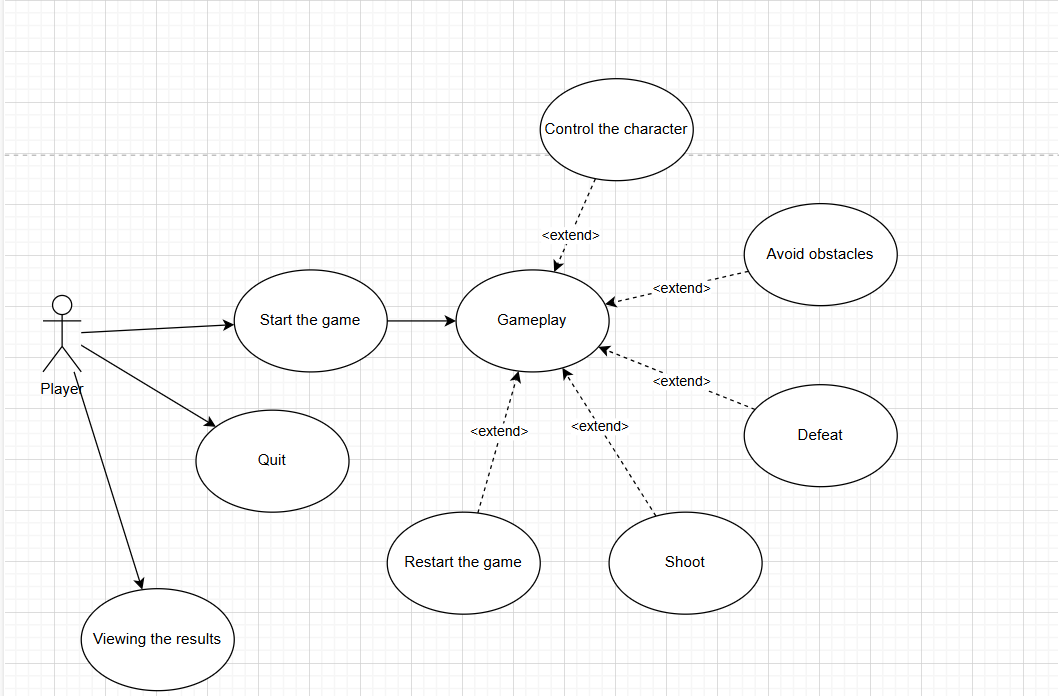 Control the character
<extend>
Avoid obstacles
<extend>
Start the game
Gameplay
Player
<extend>
Defeat
Quit
<extend>
<extend>
Restart the game
Shoot
Viewing the results